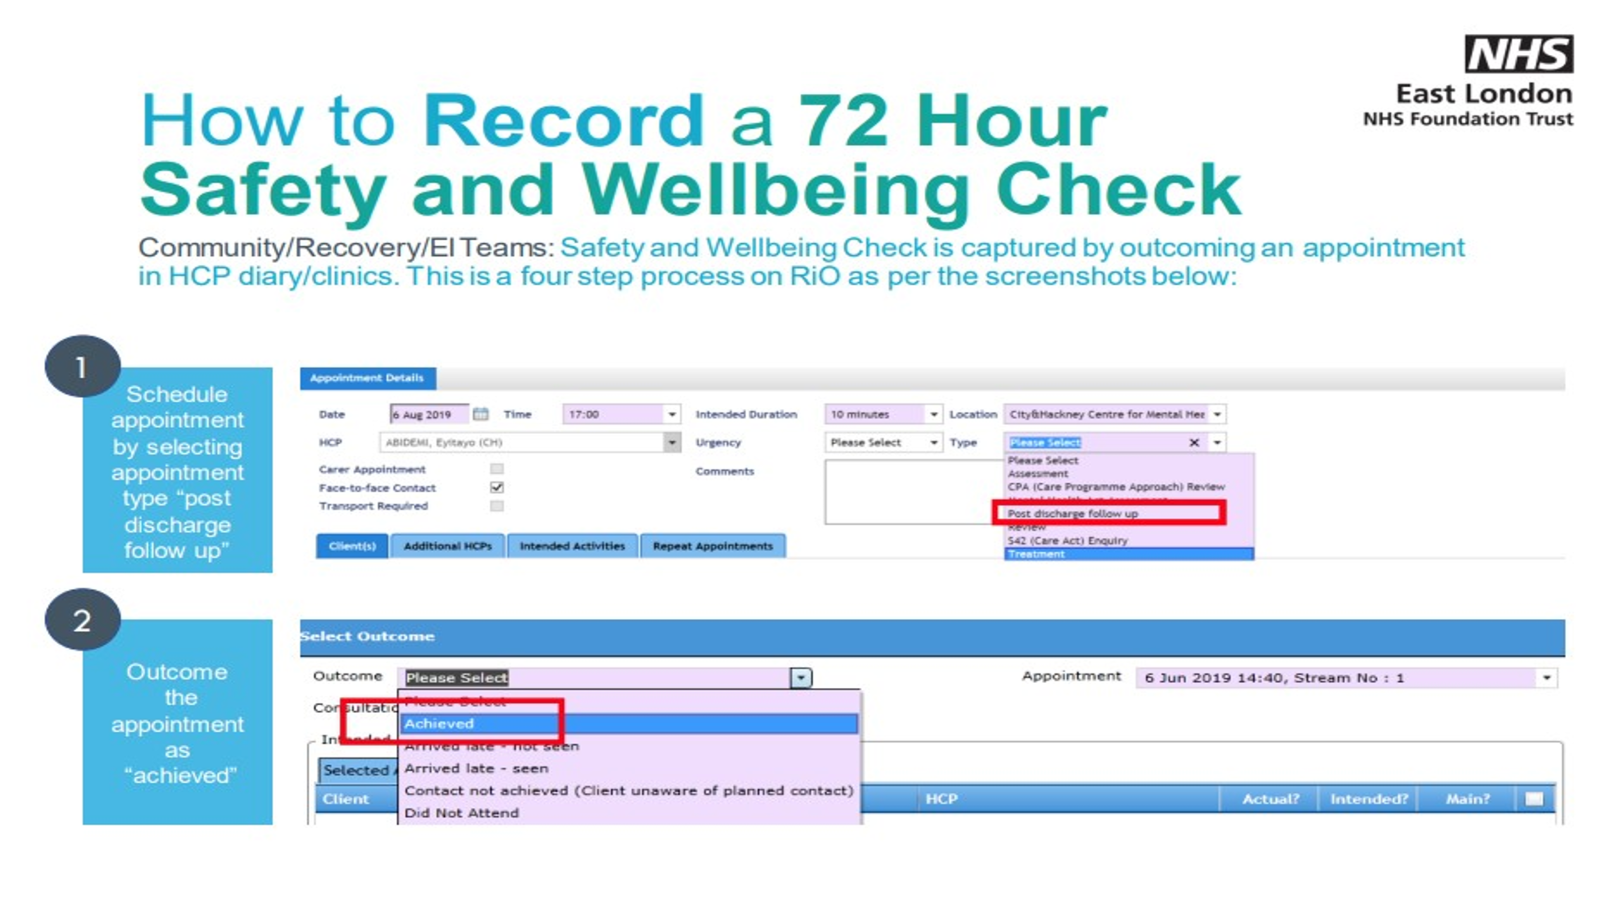 NHS
East London
NHS Foundation Trust
How to Record a 72 Hour
Safety and Wellbeing Check
Community/Recovery/EI Teams: Safety and Wellbeing Check is captured by outcoming an appointment
in HCP diary/clinics. This is a four step process on RiO as per the screenshots below:
1
Schedule
appointment
by selecting
appointment
type “post
discharge
follow up”
Appointment Details
Date 6 Aug 2019 Time 17:00 Intended Duration 10 minutes Location City&Hackney Centre for Mental Hea
HCP ABIDEMI, Eyitayo (CH) Urgency Please Select Type Please Select
Carer Appointment Comments
Face-to-face Contact
Transport Required
Please Select
Assessment
CPA (Care Programme Approach) Review
Post discharge follow up
Review
S42 (Care Act) Enquiry
Treatment
Client(s) Additional HCPs Intended Activities Repeat Appointments
2
Outcome
the
appointment
as
“achieved”
Select Outcome
Outcome Please Select Appointment 6 Jun 2019 14:40, Stream No : 1
Please Select
Achieved
Arrived late - not seen
Arrived late - seen
Contact not achieved (Client unaware of planned contact)
Did Not Attend
Intended
Selected
Client HCP Actual? Intended? Main?